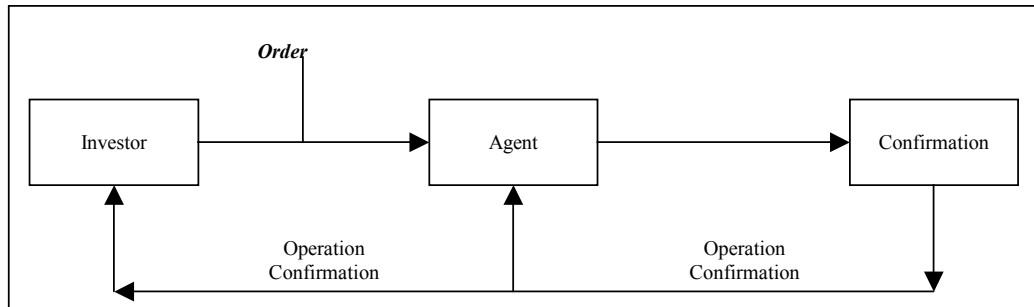 Order
Investor
Agent
Confirmation
Operation
Confirmation
Operation
Confirmation